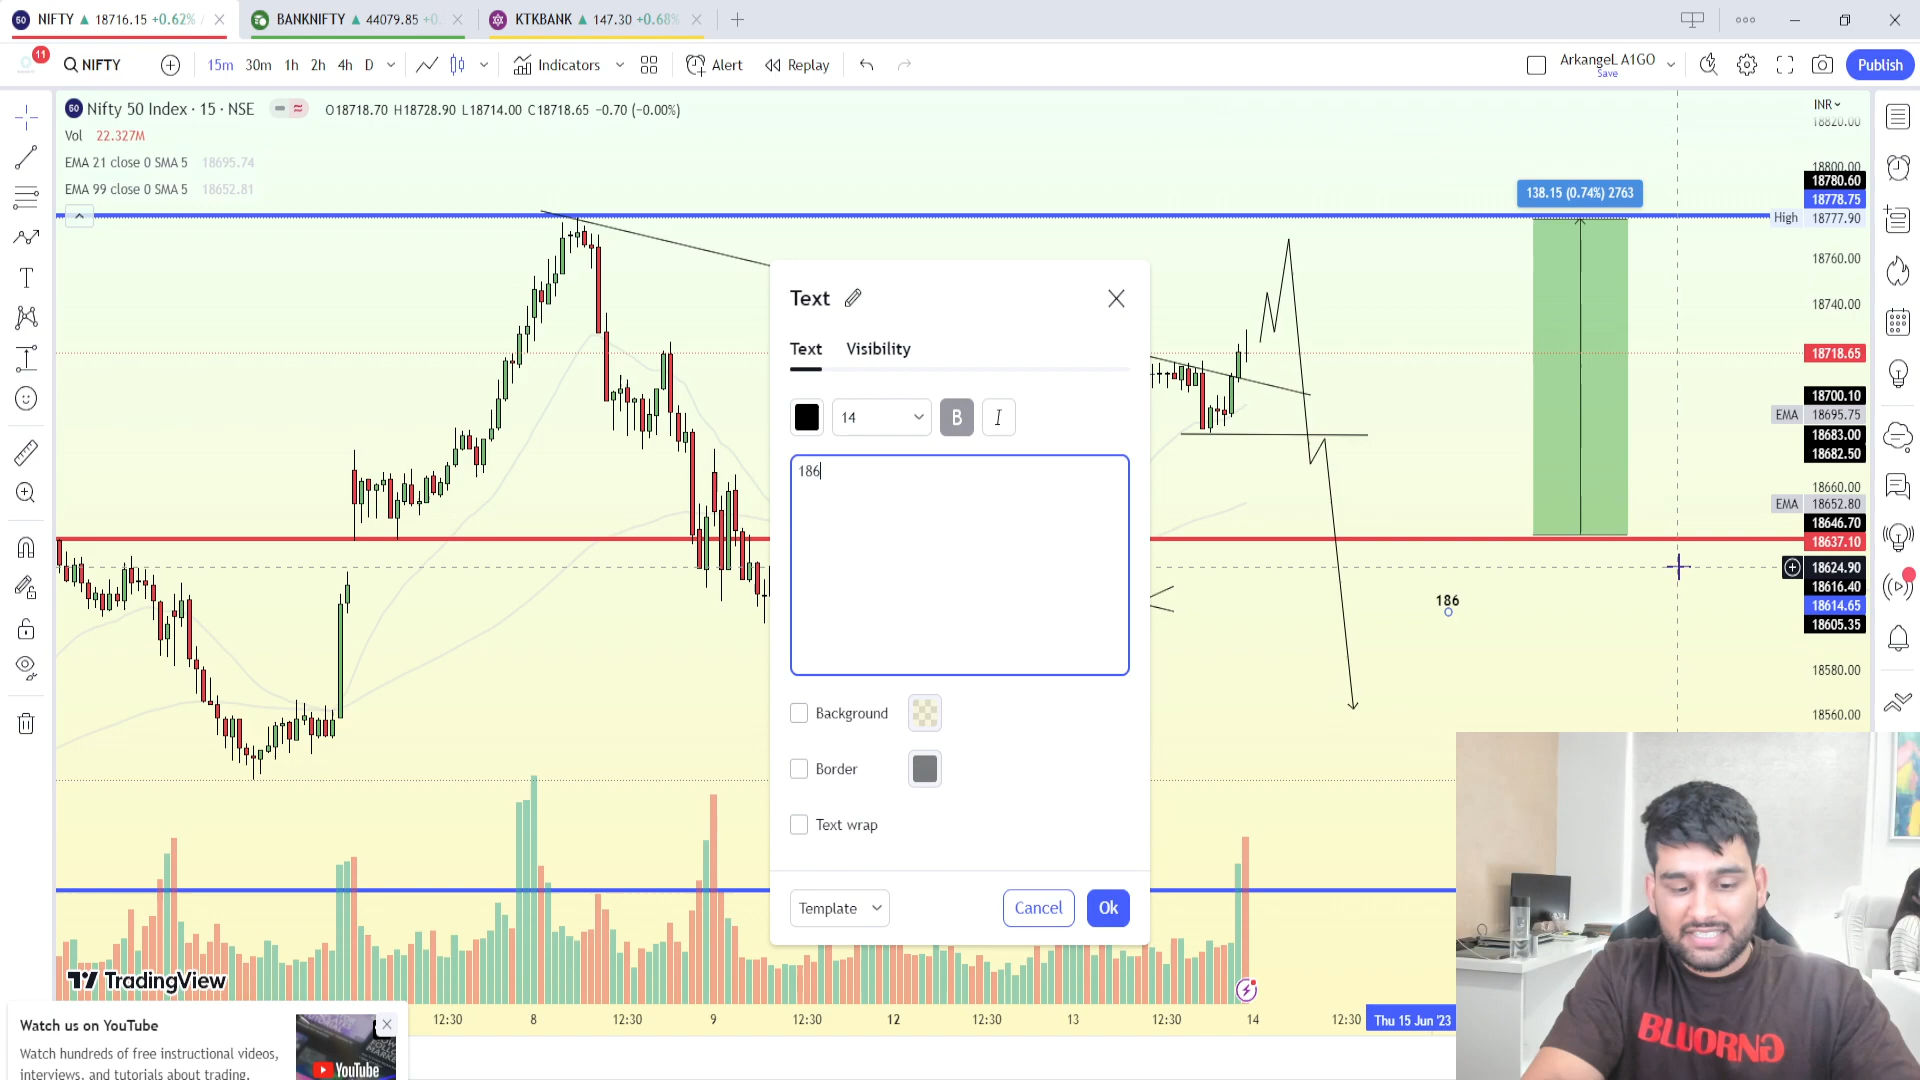 50 NIFTY ▲ 18716.15 +0.62% /
BANKNIFTY ▲ 44079.85 +0.
KTKBANK ▲ 147.30 +0.68%
11
NIFTY
15m 30m 1h 2h 4h D
Indicators
Alert
Replay
ArkangeL A1GO
Save
Publish
50 Nifty 50 Index · 15 · NSE
O18718.70 H18728.90 L18714.00 C18718.65 −0.70 (−0.00%)
Vol 22.327M
EMA 21 close 0 SMA 5 18695.74
EMA 99 close 0 SMA 5 18652.81
138.15 (0.74%) 2763
186
INR
18820.00
18800.00
18780.60
18778.75
High 18777.90
18760.00
18740.00
18718.65
18700.10
EMA 18695.75
18683.00
18682.50
18660.00
EMA 18652.80
18646.70
18637.10
18624.90
18616.40
18614.65
18605.35
18580.00
18560.00
Text
Text Visibility
14 B I
186
Background
Border
Text wrap
Template
Cancel
Ok
TradingView
12:30 8 12:30 9 12:30 12 12:30 13 12:30 14 12:30 Thu 15 Jun '23
Watch us on YouTube
Watch hundreds of free instructional videos,
interviews, and tutorials about trading,
YouTube
BLUORNG